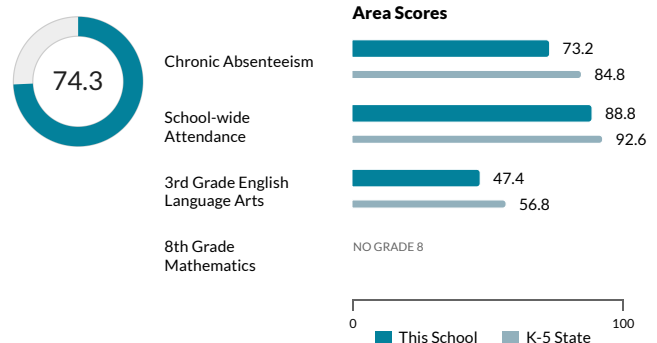 Area Scores
74.3
Chronic Absenteeism
73.2
84.8
School-wide
Attendance
88.8
92.6
3rd Grade English
Language Arts
47.4
56.8
8th Grade
Mathematics
NO GRADE 8
0
100
This School
K-5 State